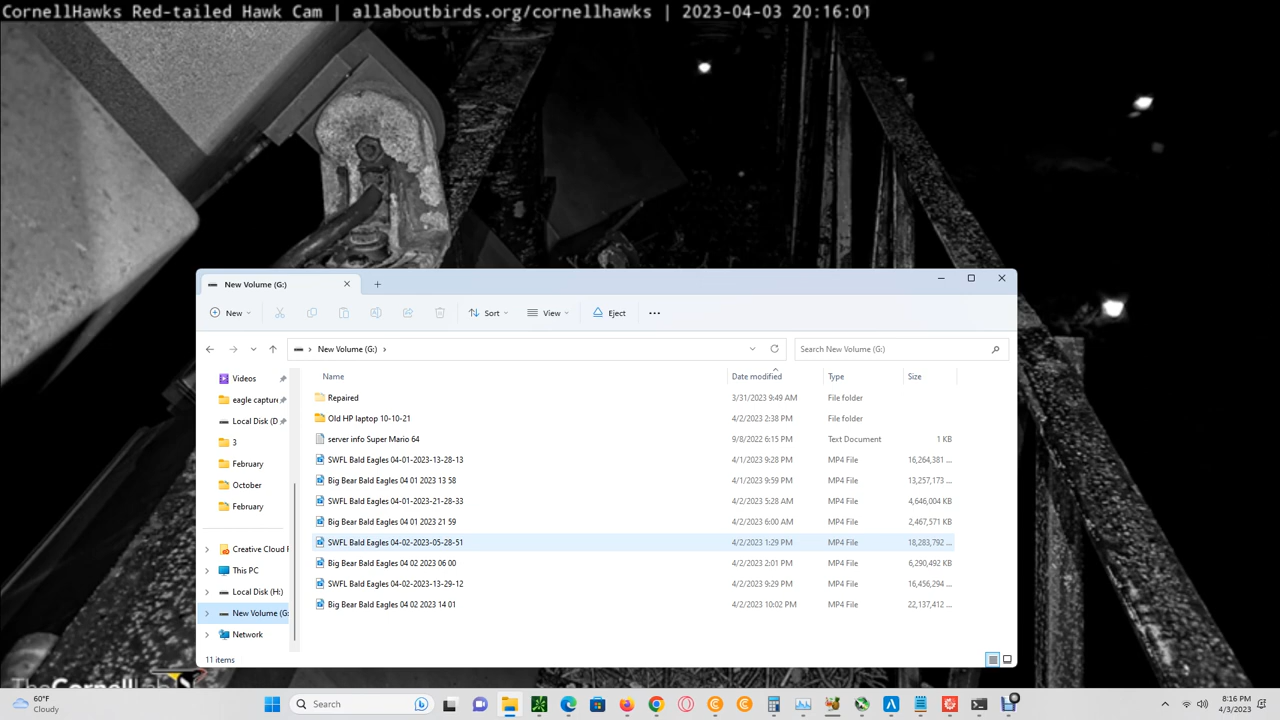 CornellHawks Red-tailed Hawk Cam | allaboutbirds.org/cornellhawks | 2023-04-03 20:16:01
New Volume (G:)
New Sort View Eject
New Volume (G:) Search New Volume (G:)
Name Date modified Type Size
Videos
eagle capture
Local Disk (D
3
February
October
February
Creative Cloud F
This PC
Local Disk (H:)
New Volume (G:
Network
Repaired 3/31/2023 9:49 AM File folder
Old HP laptop 10-10-21 4/2/2023 2:38 PM File folder
server info Super Mario 64 9/8/2022 6:15 PM Text Document 1 KB
SWFL Bald Eagles 04-01-2023-13-28-13 4/1/2023 9:28 PM MP4 File 16,264,381 ...
Big Bear Bald Eagles 04 01 2023 13 58 4/1/2023 9:59 PM MP4 File 13,257,173 ...
SWFL Bald Eagles 04-01-2023-21-28-33 4/2/2023 5:28 AM MP4 File 4,646,004 KB
Big Bear Bald Eagles 04 01 2023 21 59 4/2/2023 6:00 AM MP4 File 2,467,571 KB
SWFL Bald Eagles 04-02-2023-05-28-51 4/2/2023 1:29 PM MP4 File 18,283,792 ...
Big Bear Bald Eagles 04 02 2023 06 00 4/2/2023 2:01 PM MP4 File 6,290,492 KB
SWFL Bald Eagles 04-02-2023-13-29-12 4/2/2023 9:29 PM MP4 File 16,456,294 ...
Big Bear Bald Eagles 04 02 2023 14 01 4/2/2023 10:02 PM MP4 File 22,137,412 ...
11 items
TheCornellLab
60°F
Cloudy
Search
8:16 PM
4/3/2023